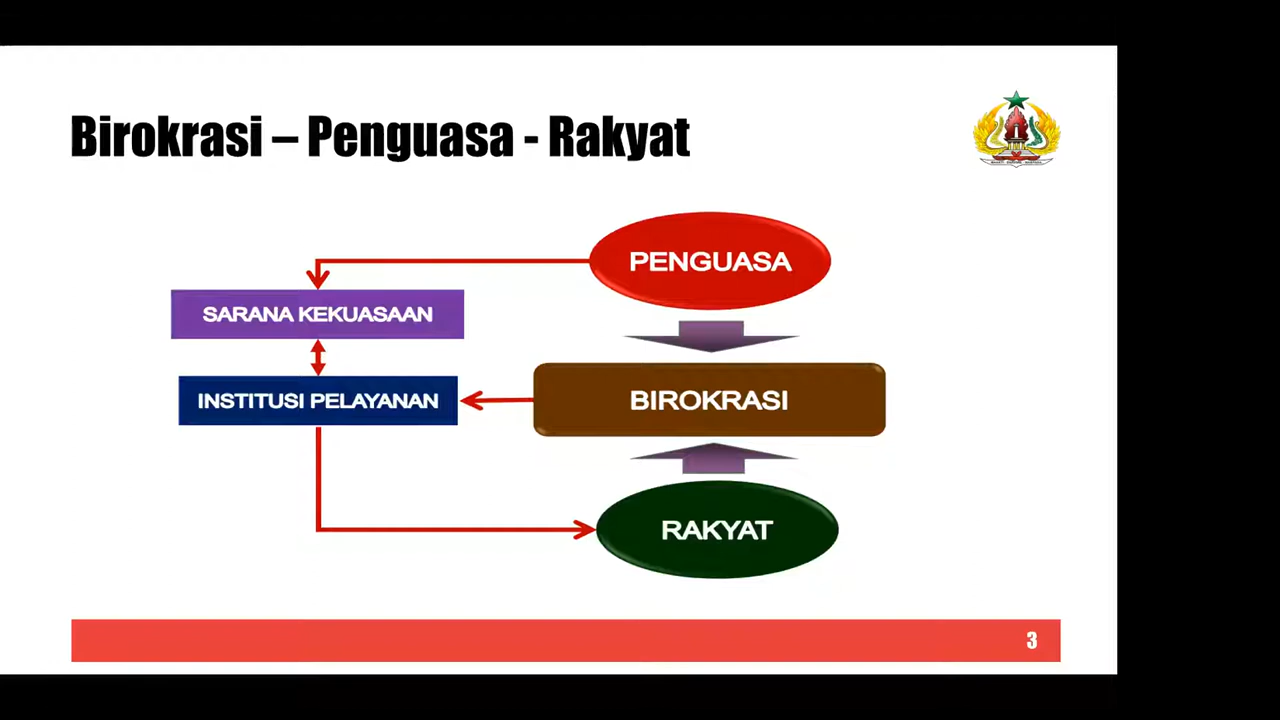 Birokrasi – Penguasa - Rakyat
PENGUASA
SARANA KEKUASAAN
BIROKRASI
INSTITUSI PELAYANAN
RAKYAT
3